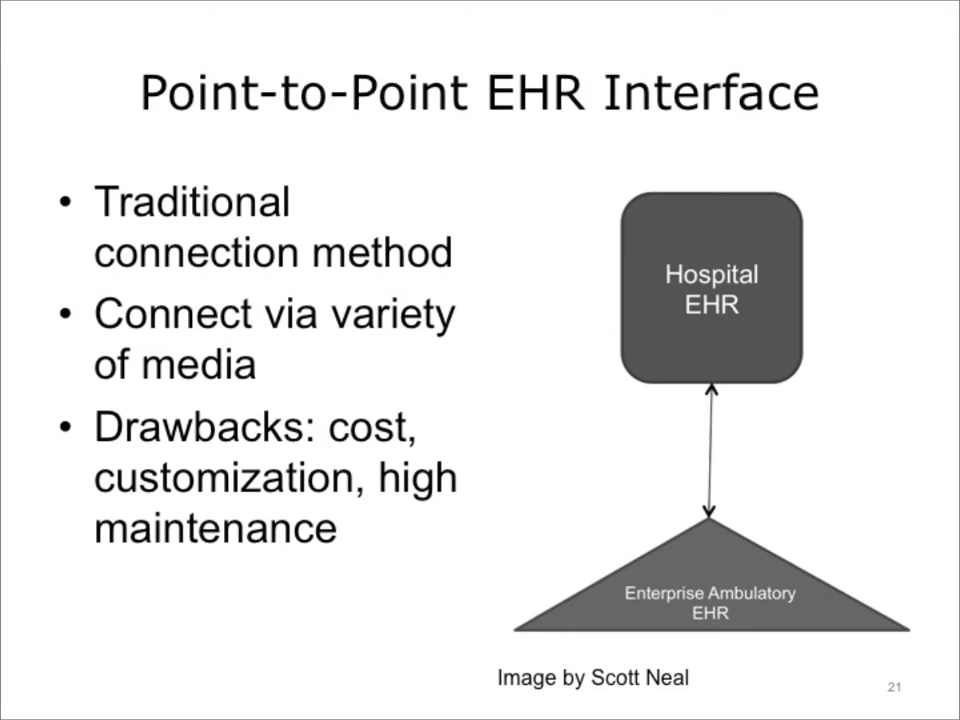 Point-to-Point EHR Interface
• Traditional
connection method
• Connect via variety
of media
• Drawbacks: cost,
customization, high
maintenance
Hospital
EHR
Enterprise Ambulatory
EHR
Image by Scott Neal
21